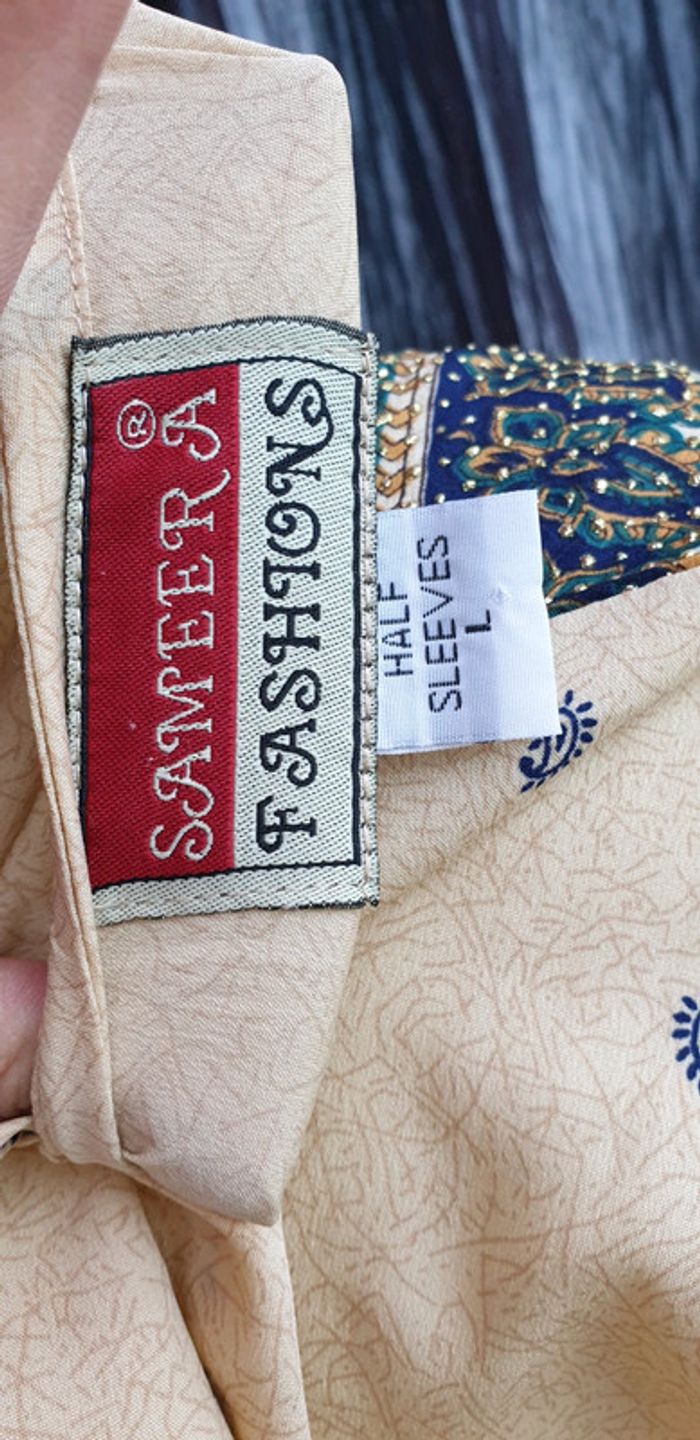 SAMEERA ®
FASHIONS
HALF
SLEEVES
L